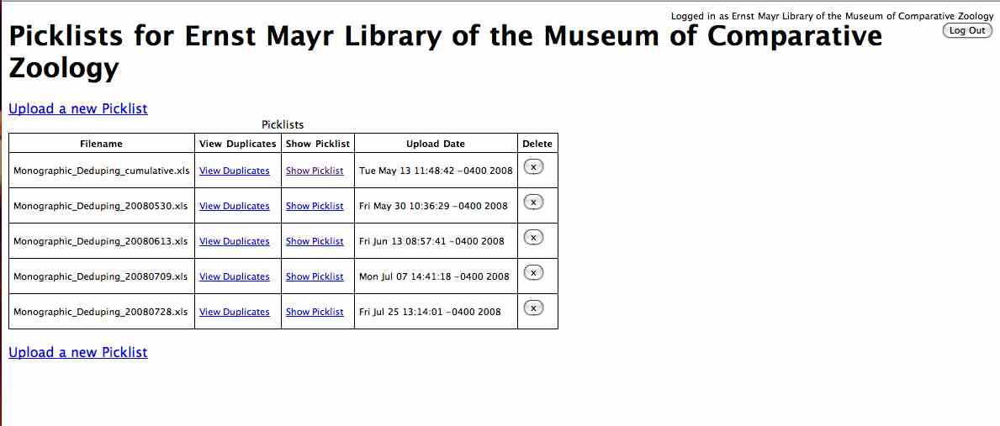 Logged in as Ernst Mayr Library of the Museum of Comparative Zoology
Log Out
Picklists for Ernst Mayr Library of the Museum of Comparative
Zoology
Upload a new Picklist
Picklists
Filename View Duplicates Show Picklist Upload Date Delete
Monographic_Deduping_cumulative.xls View Duplicates Show Picklist Tue May 13 11:48:42 -0400 2008 x
Monographic_Deduping_20080530.xls View Duplicates Show Picklist Fri May 30 10:36:29 -0400 2008 x
Monographic_Deduping_20080613.xls View Duplicates Show Picklist Fri Jun 13 08:57:41 -0400 2008 x
Monographic_Deduping_20080709.xls View Duplicates Show Picklist Mon Jul 07 14:41:18 -0400 2008 x
Monographic_Deduping_20080728.xls View Duplicates Show Picklist Fri Jul 25 13:14:01 -0400 2008 x
Upload a new Picklist